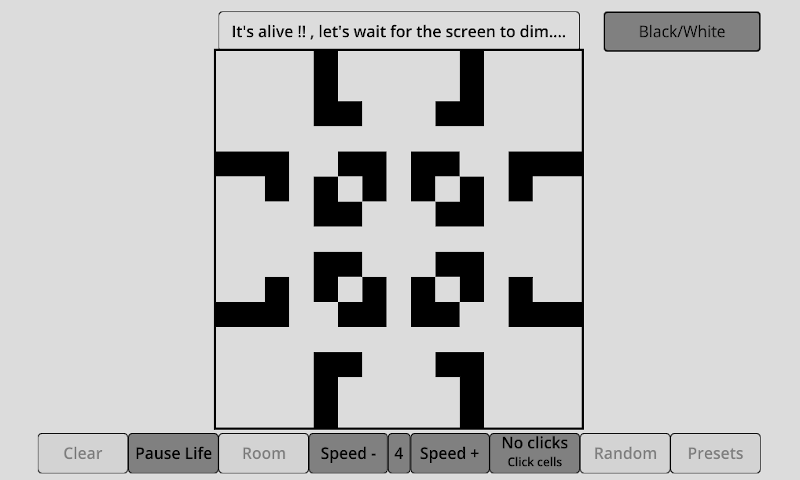 It's alive !! , let's wait for the screen to dim....
Black/White
Clear
Pause Life
Room
Speed -
4
Speed +
No clicks
Click cells
Random
Presets